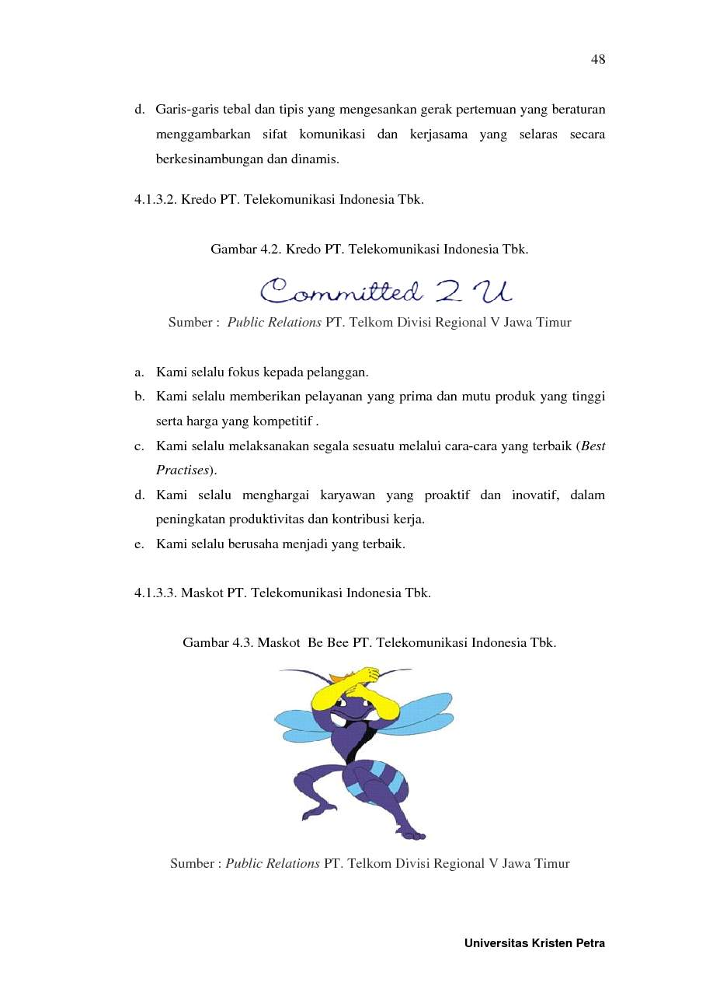 48
d. Garis-garis tebal dan tipis yang mengesankan gerak pertemuan yang beraturan
menggambarkan sifat komunikasi dan kerjasama yang selaras secara
berkesinambungan dan dinamis.
4.1.3.2. Kredo PT. Telekomunikasi Indonesia Tbk.
Gambar 4.2. Kredo PT. Telekomunikasi Indonesia Tbk.
Committed 2 U
Sumber : Public Relations PT. Telkom Divisi Regional V Jawa Timur
a. Kami selalu fokus kepada pelanggan.
b. Kami selalu memberikan pelayanan yang prima dan mutu produk yang tinggi
serta harga yang kompetitif .
c. Kami selalu melaksanakan segala sesuatu melalui cara-cara yang terbaik (Best
Practises).
d. Kami selalu menghargai karyawan yang proaktif dan inovatif, dalam
peningkatan produktivitas dan kontribusi kerja.
e. Kami selalu berusaha menjadi yang terbaik.
4.1.3.3. Maskot PT. Telekomunikasi Indonesia Tbk.
Gambar 4.3. Maskot Be Bee PT. Telekomunikasi Indonesia Tbk.
Sumber : Public Relations PT. Telkom Divisi Regional V Jawa Timur
Universitas Kristen Petra